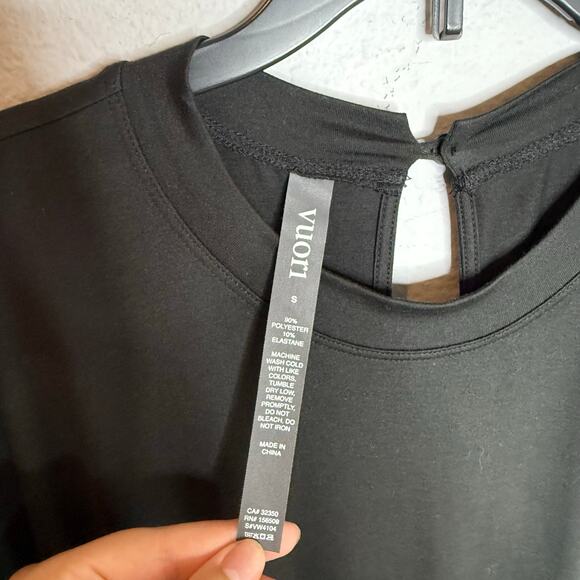 vuori
S
90%
POLYESTER
10%
ELASTANE
MACHINE
WASH COLD
WITH LIKE
COLORS,
TUMBLE
DRY LOW,
REMOVE
PROMPTLY,
DO NOT
BLEACH, DO
NOT IRON
MADE IN
CHINA
CA# 32350
RN# 156509
S#VW4104